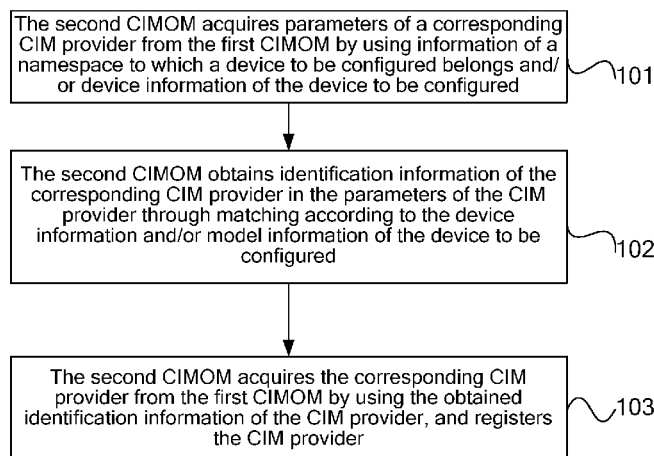 The second CIMOM acquires parameters of a corresponding
CIM provider from the first CIMOM by using information of a
namespace to which a device to be configured belongs and/
or device information of the device to be configured
101
The second CIMOM obtains identification information of the
corresponding CIM provider in the parameters of the CIM
provider through matching according to the device
information and/or model information of the device to be
configured
102
The second CIMOM acquires the corresponding CIM
provider from the first CIMOM by using the obtained
identification information of the CIM provider, and registers
the CIM provider
103